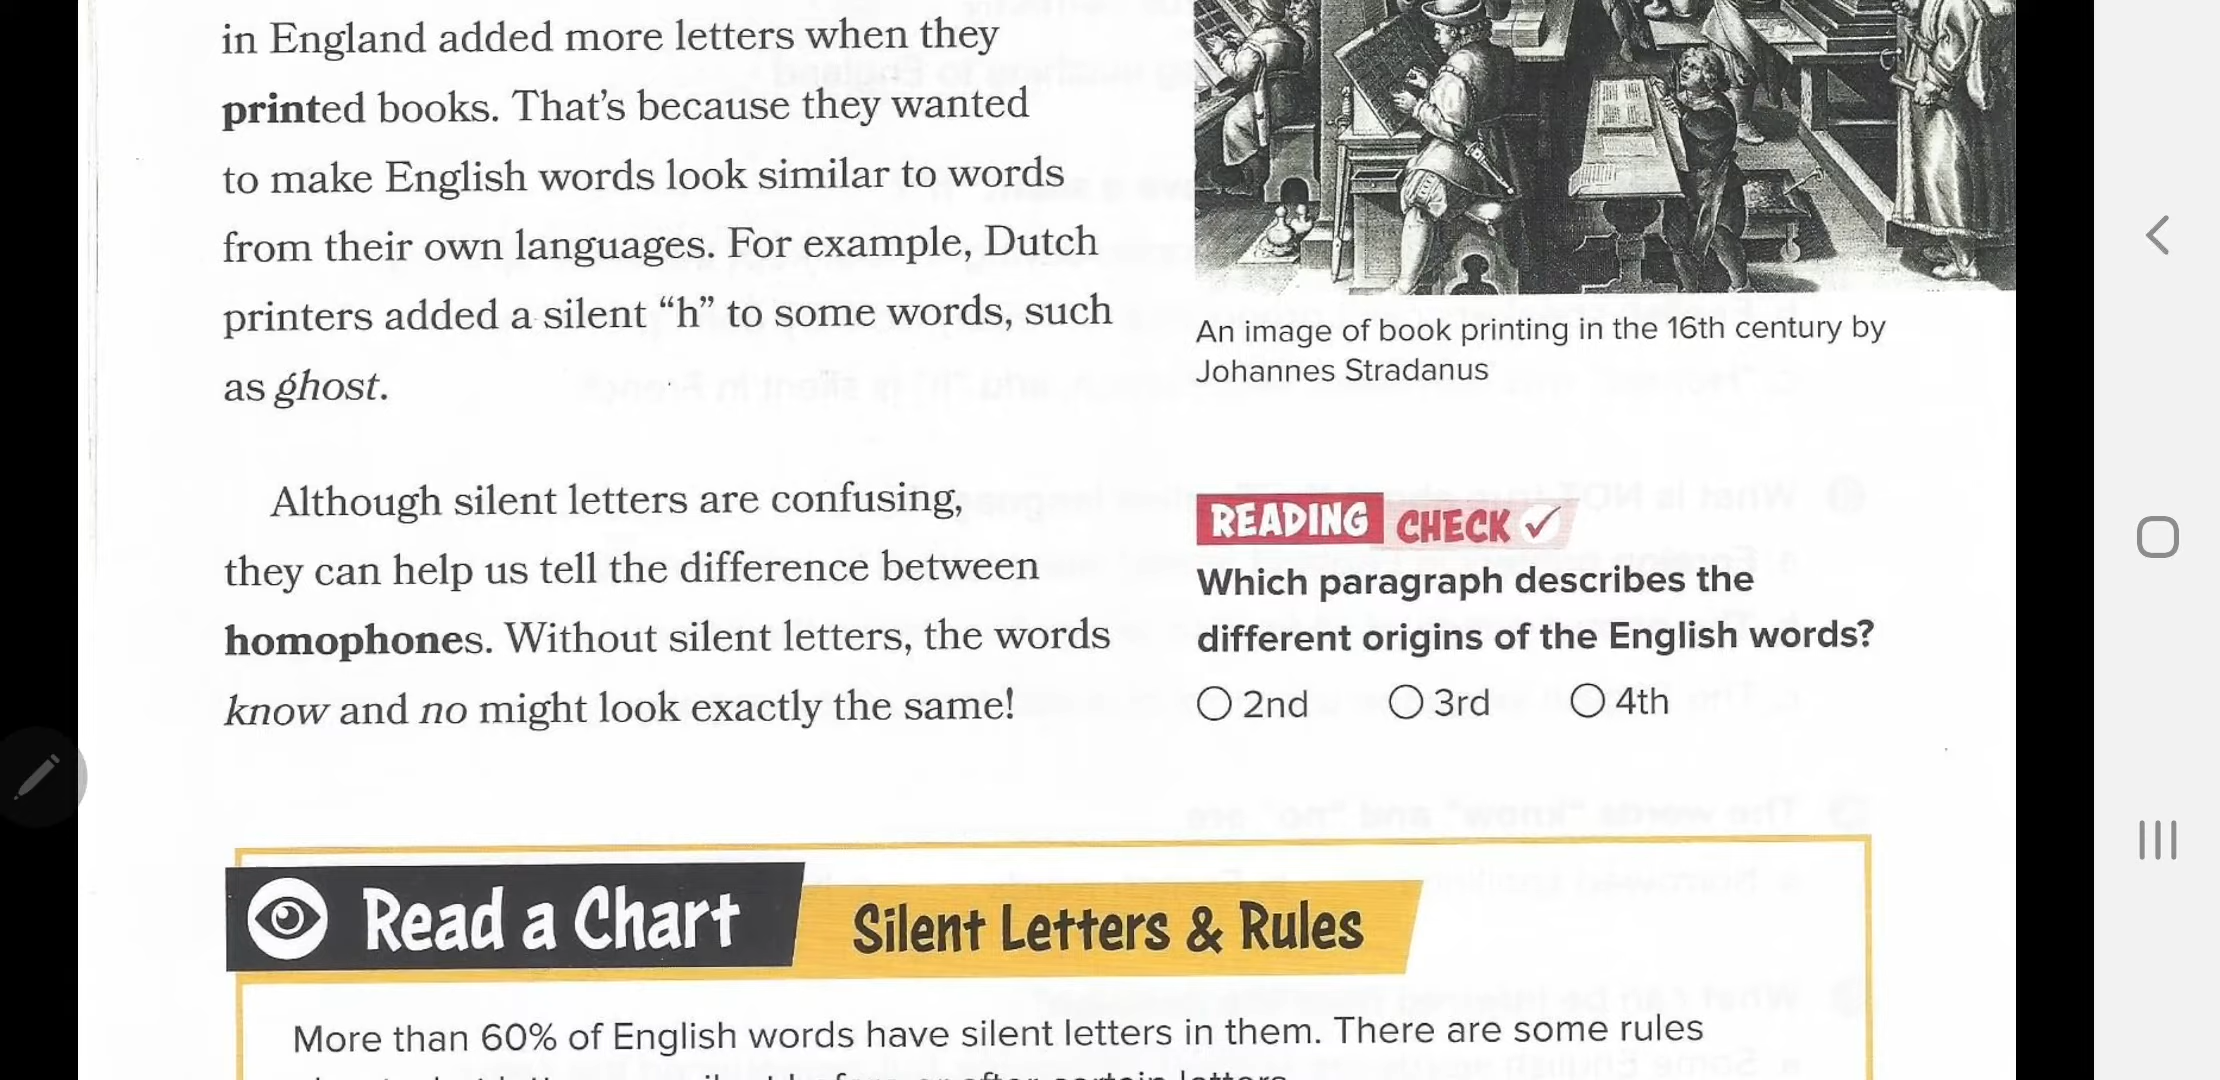 in England added more letters when they
printed books. That's because they wanted
to make English words look similar to words
from their own languages. For example, Dutch
printers added a silent “h” to some words, such
as ghost.
Although silent letters are confusing,
they can help us tell the difference between
homophones. Without silent letters, the words
know and no might look exactly the same!
An image of book printing in the 16th century by
Johannes Stradanus
READING CHECK
Which paragraph describes the
different origins of the English words?
2nd 3rd 4th
Read a Chart Silent Letters & Rules
More than 60% of English words have silent letters in them. There are some rules